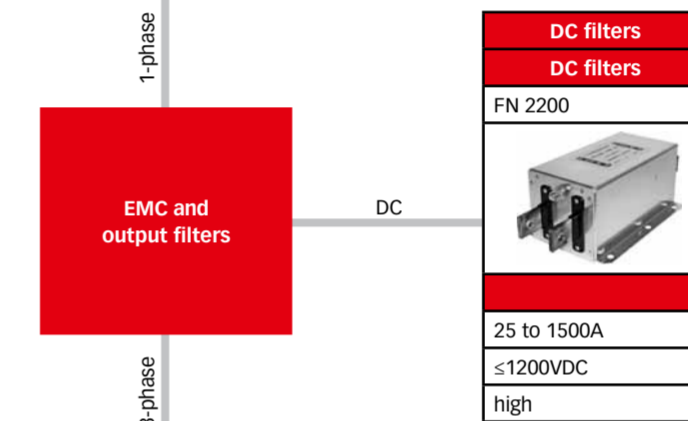 1-phase
DC filters
DC filters
FN 2200
EMC and
output filters
DC
25 to 1500A
≤1200VDC
high
-phase